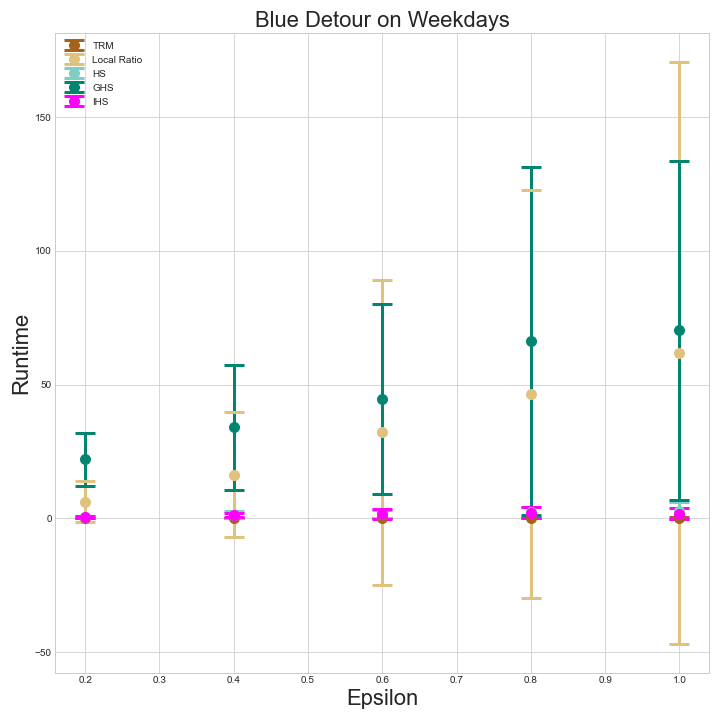 Blue Detour on Weekdays
TRM
Local Ratio
HS
GHS
IHS
150
100
50
0
−50
Runtime
0.2 0.3 0.4 0.5 0.6 0.7 0.8 0.9 1.0
Epsilon